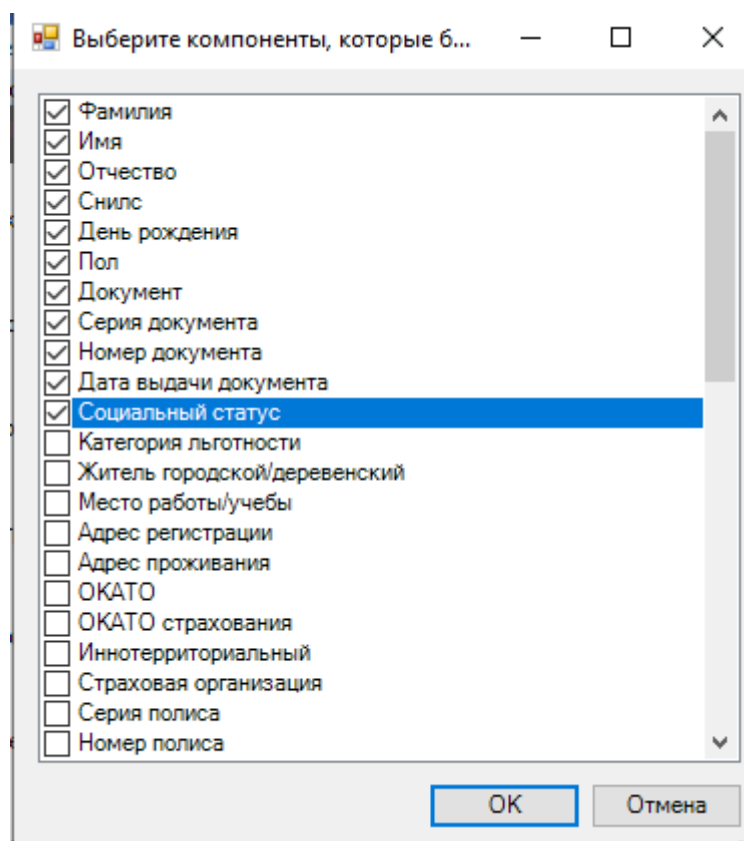 Выберите компоненты, которые б...
Фамилия
Имя
Отчество
Снилс
День рождения
Пол
Документ
Серия документа
Номер документа
Дата выдачи документа
Социальный статус
Категория льготности
Житель городской/деревенский
Место работы/учебы
Адрес регистрации
Адрес проживания
ОКАТО
ОКАТО страхования
Иннотерриториальный
Страховая организация
Серия полиса
Номер полиса
OK Отмена